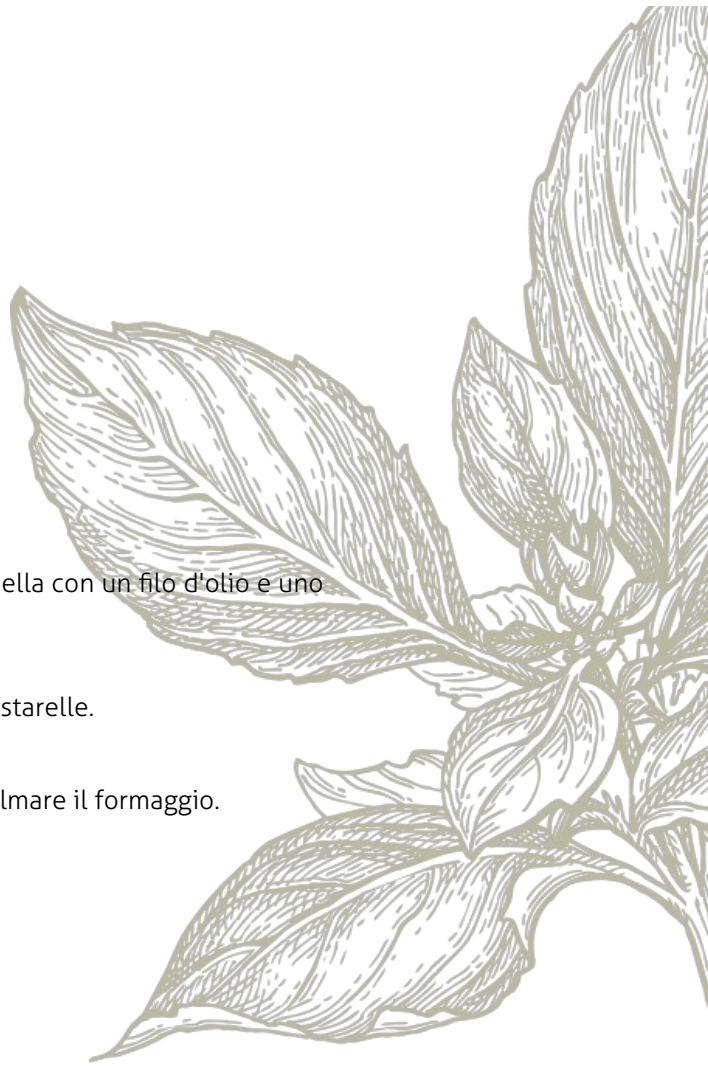 ella con un filo d'olio e uno
starelle.
lmare il formaggio.